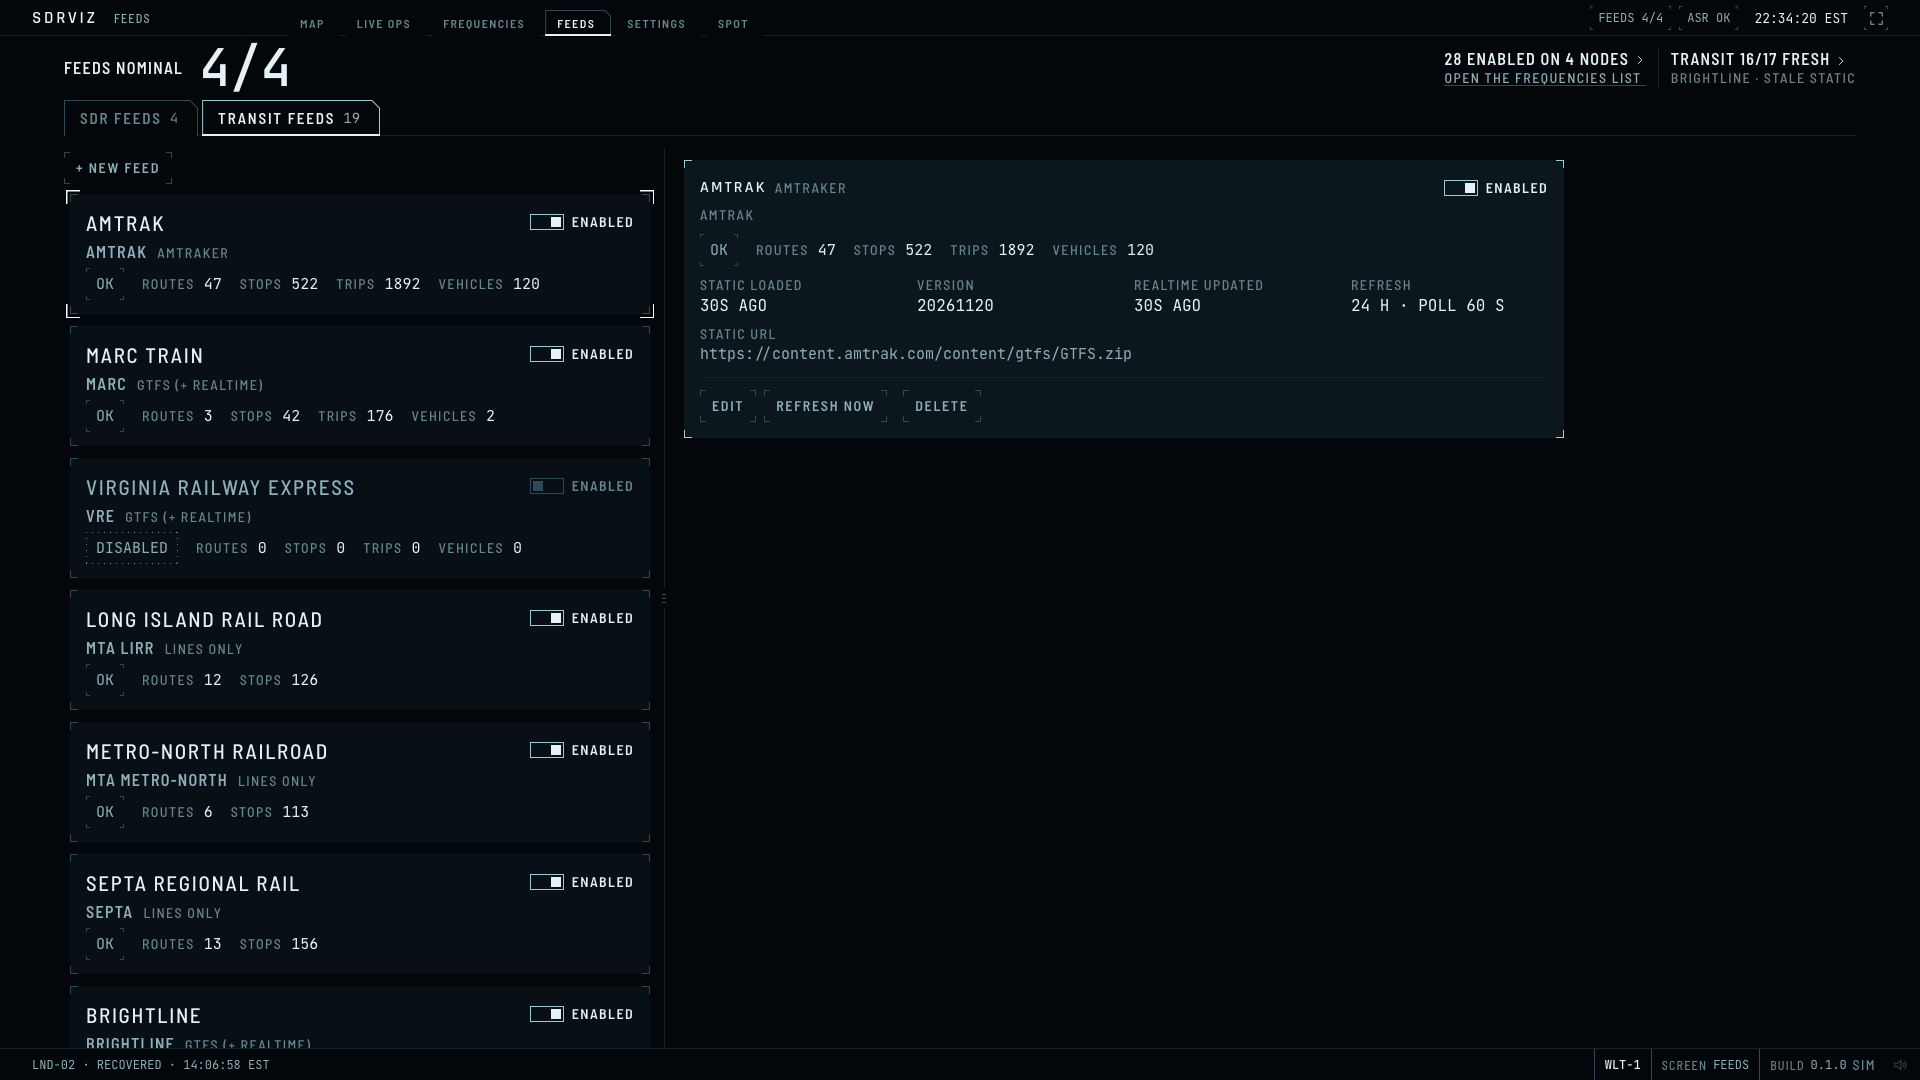 SDRVIZ FEEDS MAP LIVE OPS FREQUENCIES FEEDS SETTINGS SPOT FEEDS 4/4 ASR OK 22:34:20 EST
FEEDS NOMINAL 4/4
28 ENABLED ON 4 NODES >
OPEN THE FREQUENCIES LIST
TRANSIT 16/17 FRESH >
BRIGHTLINE · STALE STATIC
SDR FEEDS 4 TRANSIT FEEDS 19
+ NEW FEED
AMTRAK ENABLED
AMTRAK AMTRAKER
OK ROUTES 47 STOPS 522 TRIPS 1892 VEHICLES 120
MARC TRAIN ENABLED
MARC GTFS (+ REALTIME)
OK ROUTES 3 STOPS 42 TRIPS 176 VEHICLES 2
VIRGINIA RAILWAY EXPRESS ENABLED
VRE GTFS (+ REALTIME)
DISABLED ROUTES 0 STOPS 0 TRIPS 0 VEHICLES 0
LONG ISLAND RAIL ROAD ENABLED
MTA LIRR LINES ONLY
OK ROUTES 12 STOPS 126
METRO-NORTH RAILROAD ENABLED
MTA METRO-NORTH LINES ONLY
OK ROUTES 6 STOPS 113
SEPTA REGIONAL RAIL ENABLED
SEPTA LINES ONLY
OK ROUTES 13 STOPS 156
BRIGHTLINE ENABLED
BRIGHTLINE GTFS (+ REALTIME)
AMTRAK AMTRAKER ENABLED
AMTRAK
OK ROUTES 47 STOPS 522 TRIPS 1892 VEHICLES 120
STATIC LOADED VERSION REALTIME UPDATED REFRESH
30S AGO 20261120 30S AGO 24 H · POLL 60 S
STATIC URL
https://content.amtrak.com/content/gtfs/GTFS.zip
EDIT REFRESH NOW DELETE
LND-02 · RECOVERED · 14:06:58 EST WLT-1 SCREEN FEEDS BUILD 0.1.0 SIM